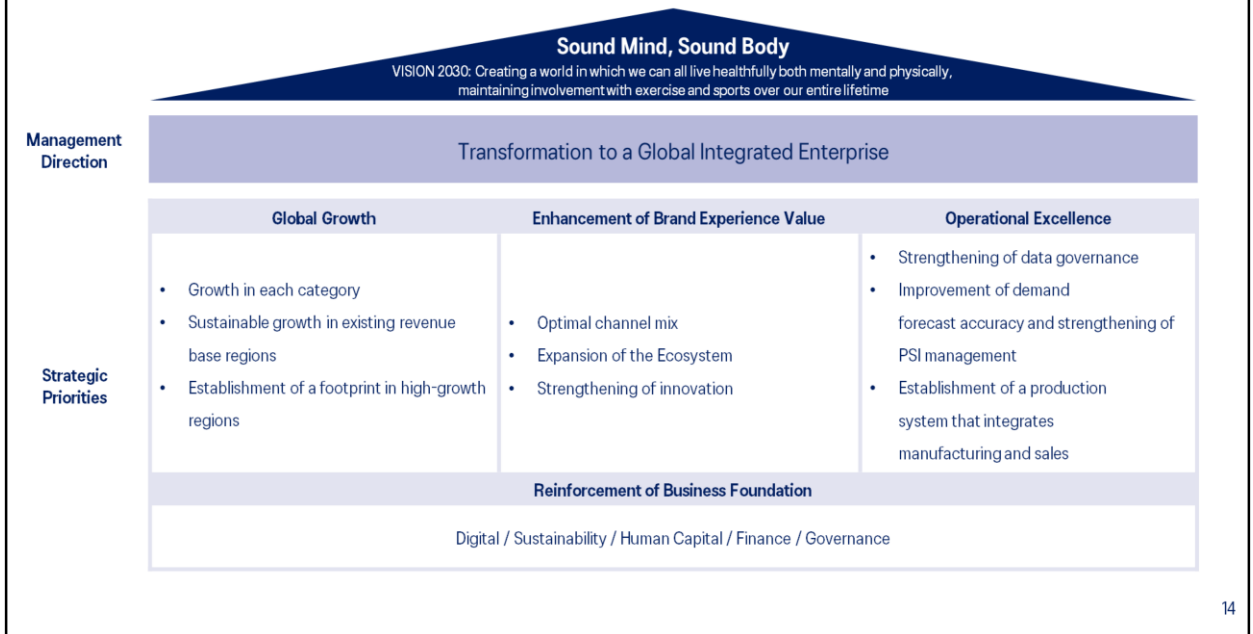 Sound Mind, Sound Body
VISION 2030: Creating a world in which we can all live healthfully both mentally and physically,
maintaining involvement with exercise and sports over our entire lifetime
Management
Direction
Transformation to a Global Integrated Enterprise
Strategic
Priorities
Global Growth
• Growth in each category
• Sustainable growth in existing revenue
base regions
• Establishment of a footprint in high-growth
regions
Enhancement of Brand Experience Value
• Optimal channel mix
• Expansion of the Ecosystem
• Strengthening of innovation
Operational Excellence
• Strengthening of data governance
• Improvement of demand
forecast accuracy and strengthening of
PSI management
• Establishment of a production
system that integrates
manufacturing and sales
Reinforcement of Business Foundation
Digital / Sustainability / Human Capital / Finance / Governance
14